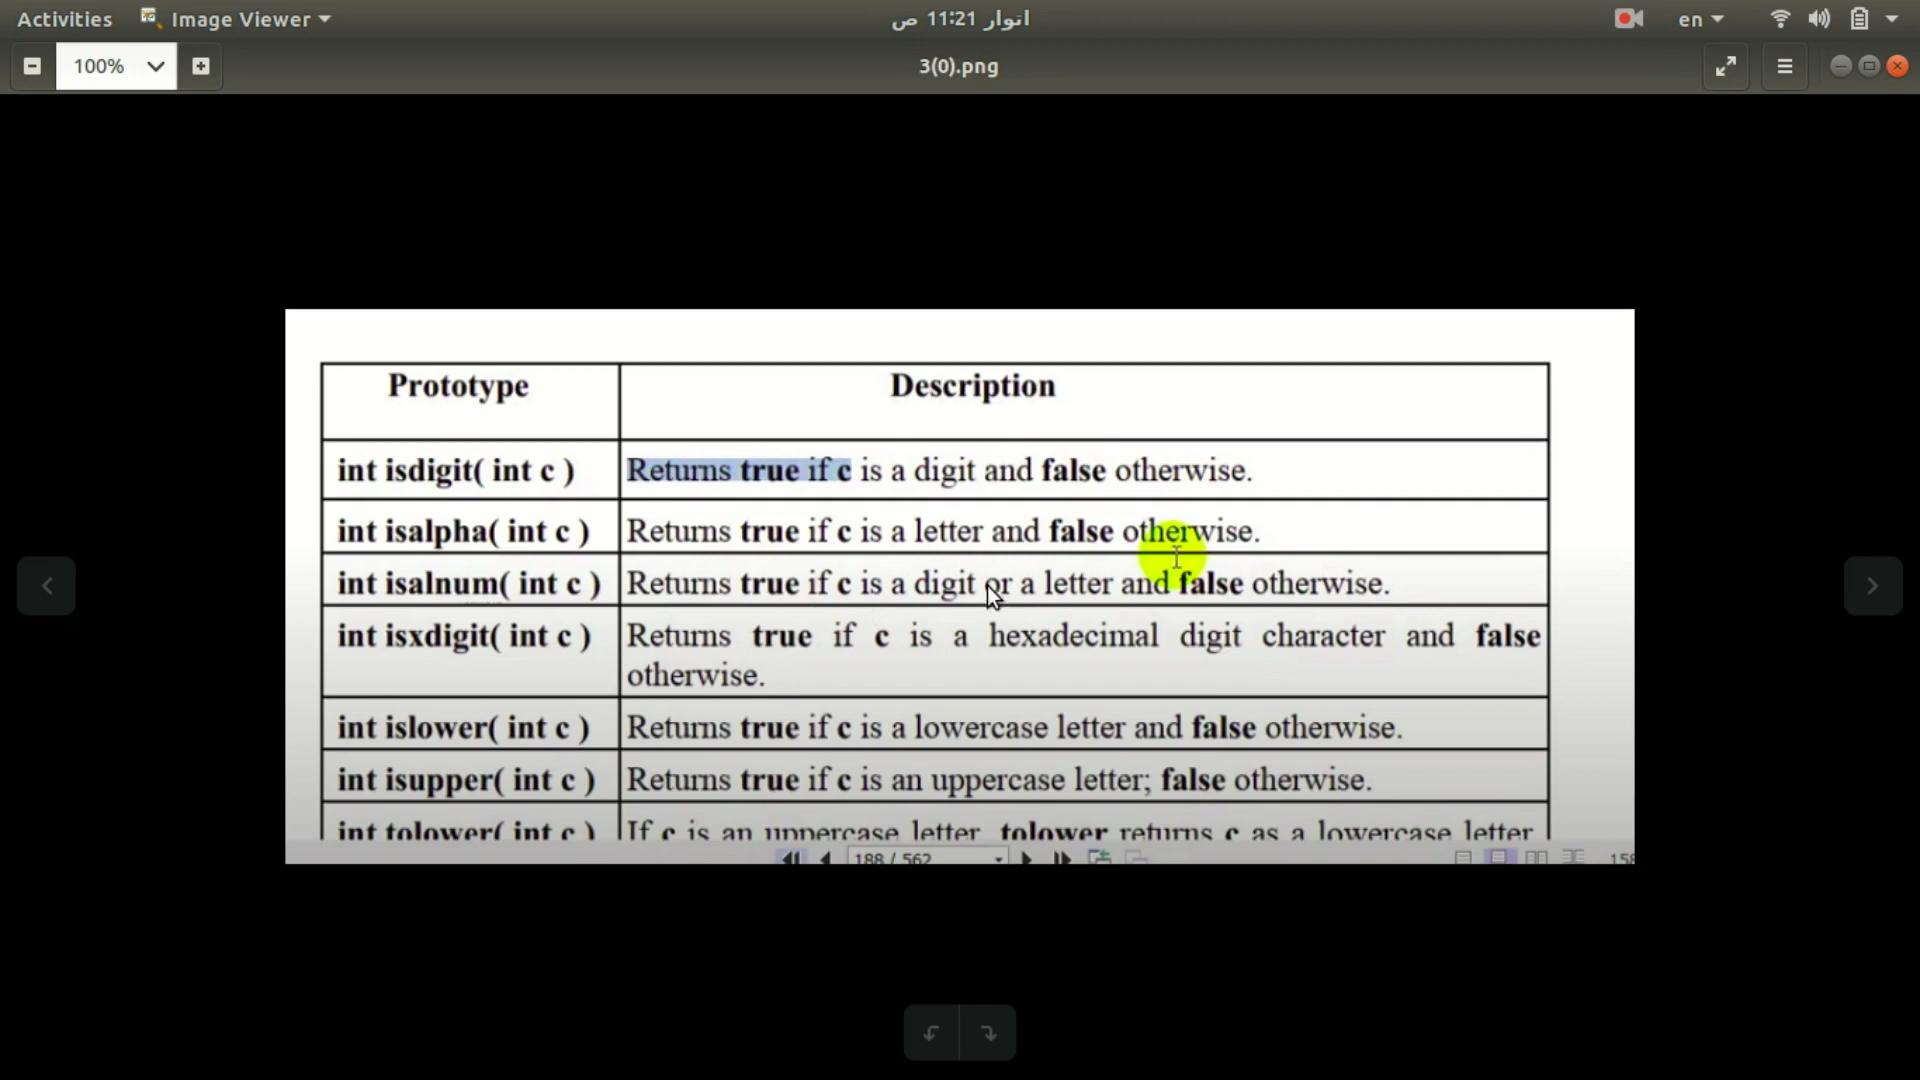 Activities Image Viewer اتوار 11:21 ص en
100% 3(0).png
Prototype Description
int isdigit( int c ) Returns true if c is a digit and false otherwise.
int isalpha( int c ) Returns true if c is a letter and false otherwise.
int isalnum( int c ) Returns true if c is a digit or a letter and false otherwise.
int isxdigit( int c ) Returns true if c is a hexadecimal digit character and false
otherwise.
int islower( int c ) Returns true if c is a lowercase letter and false otherwise.
int isupper( int c ) Returns true if c is an uppercase letter; false otherwise.
int tolower( int c ) If c is an uppercase letter, tolower returns c as a lowercase letter.
188 / 562 158